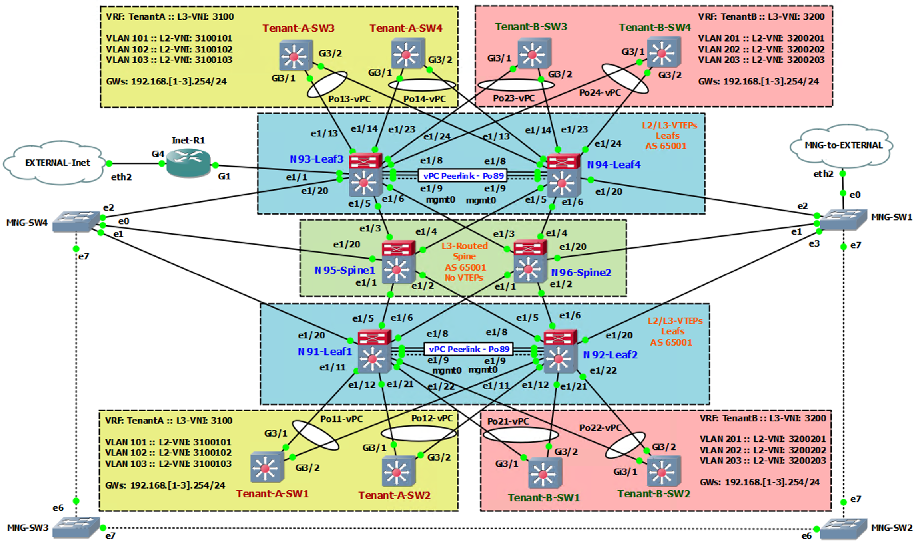 VRF: TenantA :: L3-VNI: 3100
VLAN 101 :: L2-VNI: 3100101
VLAN 102 :: L2-VNI: 3100102
VLAN 103 :: L2-VNI: 3100103
GWs: 192.168.[1-3].254/24
Tenant-A-SW3
Tenant-A-SW4
Gi3/1
Gi3/2
Gi3/1
Gi3/2
Po13-vPC
Po14-vPC
Tenant-B-SW3
Tenant-B-SW4
Gi3/1
Gi3/2
Gi3/1
Gi3/2
Po23-vPC
Po24-vPC
VRF: TenantB :: L3-VNI: 3200
VLAN 201 :: L2-VNI: 3200201
VLAN 202 :: L2-VNI: 3200202
VLAN 203 :: L2-VNI: 3200203
GWs: 192.168.[1-3].254/24
EXTERNAL-Inet
eth2
Inet-R1
G4
G1
MNG-to-EXTERNAL
eth2
e0
e1/13
e1/14
e1/23
e1/24
e1/13
e1/14
e1/23
e1/24
L2/L3-VTEPs
Leafs
AS 65001
N93-Leaf3
e1/1
e1/20
e1/8
vPC Peerlink - Po89
e1/8
e1/9
mgmt0
e1/9
mgmt0
N94-Leaf4
e1/20
e1/5
e1/6
e1/5
e1/6
MNG-SW4
e2
e0
e1
e7
MNG-SW1
e2
e1
e3
e7
e1/3
e1/4
e1/3
e1/4
e1/20
e1/20
L3-Routed
Spine
AS 65001
No VTEPs
N95-Spine1
N96-Spine2
e1/1
e1/2
e1/1
e1/2
e1/5
e1/6
e1/5
e1/6
e1/20
e1/20
L2/L3-VTEPs
Leafs
AS 65001
N91-Leaf1
e1/8
vPC Peerlink - Po89
e1/8
e1/9
mgmt0
e1/9
mgmt0
N92-Leaf2
e1/11
e1/12
e1/21
e1/22
e1/11
e1/12
e1/21
e1/22
VRF: TenantA :: L3-VNI: 3100
VLAN 101 :: L2-VNI: 3100101
VLAN 102 :: L2-VNI: 3100102
VLAN 103 :: L2-VNI: 3100103
GWs: 192.168.[1-3].254/24
Po11-vPC
Po12-vPC
Gi3/1
Gi3/2
Gi3/1
Gi3/2
Tenant-A-SW1
Tenant-A-SW2
Po21-vPC
Po22-vPC
Gi3/1
Gi3/2
Gi3/1
Gi3/2
Tenant-B-SW1
Tenant-B-SW2
VRF: TenantB :: L3-VNI: 3200
VLAN 201 :: L2-VNI: 3200201
VLAN 202 :: L2-VNI: 3200202
VLAN 203 :: L2-VNI: 3200203
GWs: 192.168.[1-3].254/24
e6
MNG-SW3
e7
e7
e6
MNG-SW2